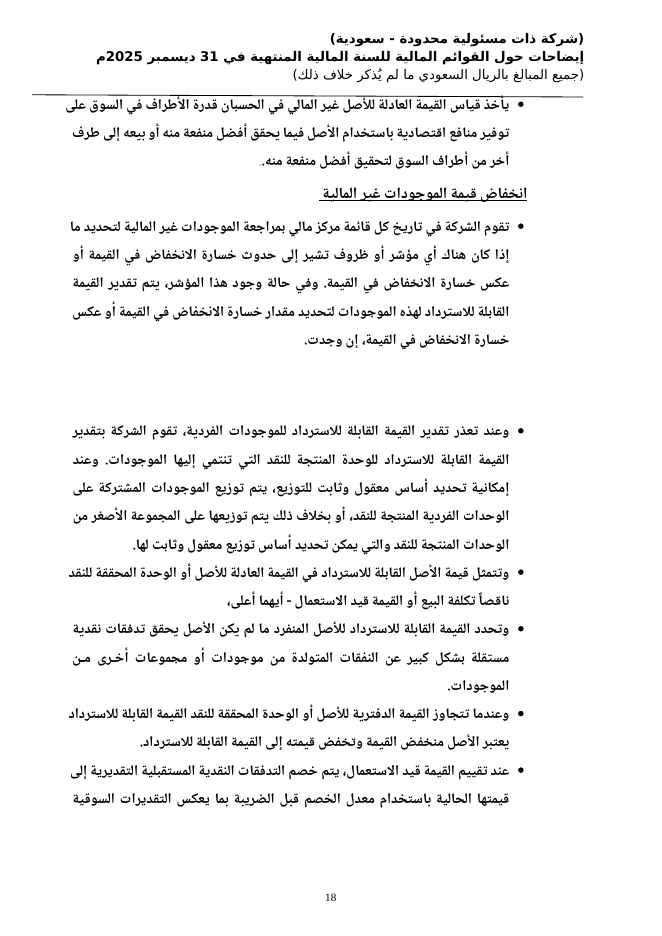 (شركة ذات مسئولية محدودة - سعودية)
إيضاحات حول القوائم المالية للسنة المالية المنتهية في 31 ديسمبر 2025م
(جميع المبالغ بالريال السعودي ما لم يُذكر خلاف ذلك)
• يأخذ قياس القيمة العادلة للأصل غير المالي في الحسبان قدرة الأطراف في السوق على
توفير منافع اقتصادية باستخدام الأصل فيما يحقق أفضل منفعة منه أو بيعه إلى طرف
أخر من أطراف السوق لتحقيق أفضل منفعة منه..
انخفاض قيمة الموجودات غير المالية
• تقوم الشركة في تاريخ كل قائمة مركز مالي بمراجعة الموجودات غير المالية لتحديد ما
إذا كان هناك أي مؤشر أو ظروف تشير إلى حدوث خسارة الانخفاض في القيمة أو
عكس خسارة الانخفاض في القيمة. وفي حالة وجود هذا المؤشر، يتم تقدير القيمة
القابلة للاسترداد لهذه الموجودات لتحديد مقدار خسارة الانخفاض في القيمة أو عكس
خسارة الانخفاض في القيمة، إن وجدت.
• وعند تعذر تقدير القيمة القابلة للاسترداد للموجودات الفردية، تقوم الشركة بتقدير
القيمة القابلة للاسترداد للوحدة المنتجة للنقد التي تنتمي إليها الموجودات. وعند
إمكانية تحديد أساس معقول وثابت للتوزيع، يتم توزيع الموجودات المشتركة على
الوحدات الفردية المنتجة للنقد، أو بخلاف ذلك يتم توزيعها على المجموعة الأصغر من
الوحدات المنتجة للنقد والتي يمكن تحديد أساس توزيع معقول وثابت لها.
• وتتمثل قيمة الأصل القابلة للاسترداد في القيمة العادلة للأصل أو الوحدة المحققة للنقد
ناقصاً تكلفة البيع أو القيمة قيد الاستعمال - أيهما أعلى،
• وتحدد القيمة القابلة للاسترداد للأصل المنفرد ما لم يكن الأصل يحقق تدفقات نقدية
مستقلة بشكل كبير عن النفقات المتولدة من موجودات أو مجموعات أخرى من
الموجودات.
• وعندما تتجاوز القيمة الدفترية للأصل أو الوحدة المحققة للنقد القيمة القابلة للاسترداد
يعتبر الأصل منخفض القيمة وتخفض قيمته إلى القيمة القابلة للاسترداد.
• عند تقييم القيمة قيد الاستعمال، يتم خصم التدفقات النقدية المستقبلية التقديرية إلى
قيمتها الحالية باستخدام معدل الخصم قبل الضريبة بما يعكس التقديرات السوقية
18